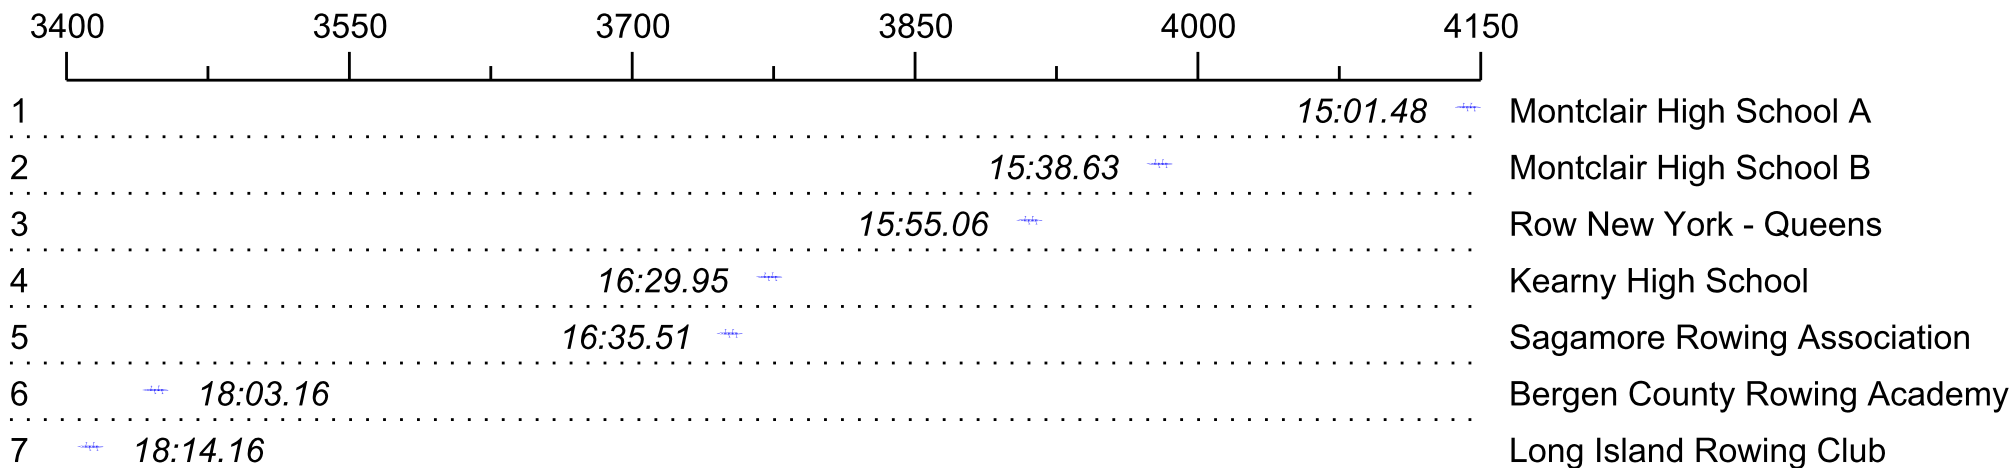 3400 3550 3700 3850 4000 4150
1 15:01.48 Montclair High School A
2 15:38.63 Montclair High School B
3 15:55.06 Row New York - Queens
4 16:29.95 Kearny High School
5 16:35.51 Sagamore Rowing Association
6 18:03.16 Bergen County Rowing Academy
7 18:14.16 Long Island Rowing Club